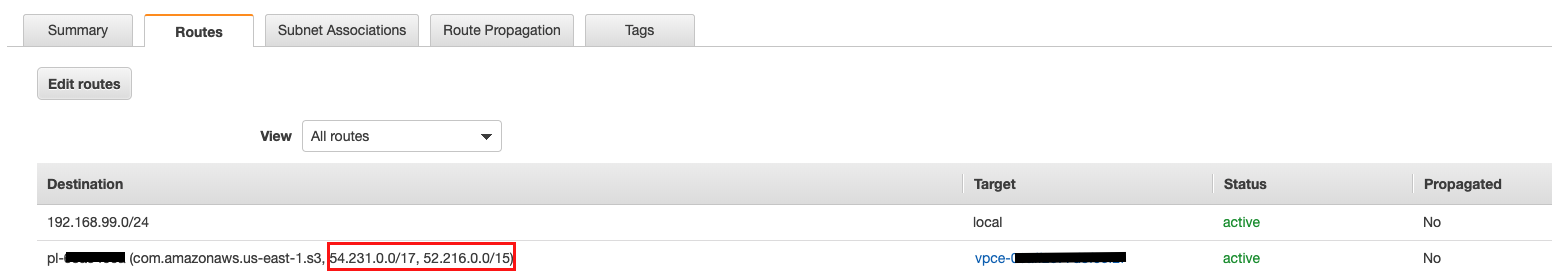 Summary Routes Subnet Associations Route Propagation Tags
Edit routes
View All routes
Destination Target Status Propagated
192.168.99.0/24 local active No
pl- (com.amazonaws.us-east-1.s3, 54.231.0.0/17, 52.216.0.0/15) vpce- active No